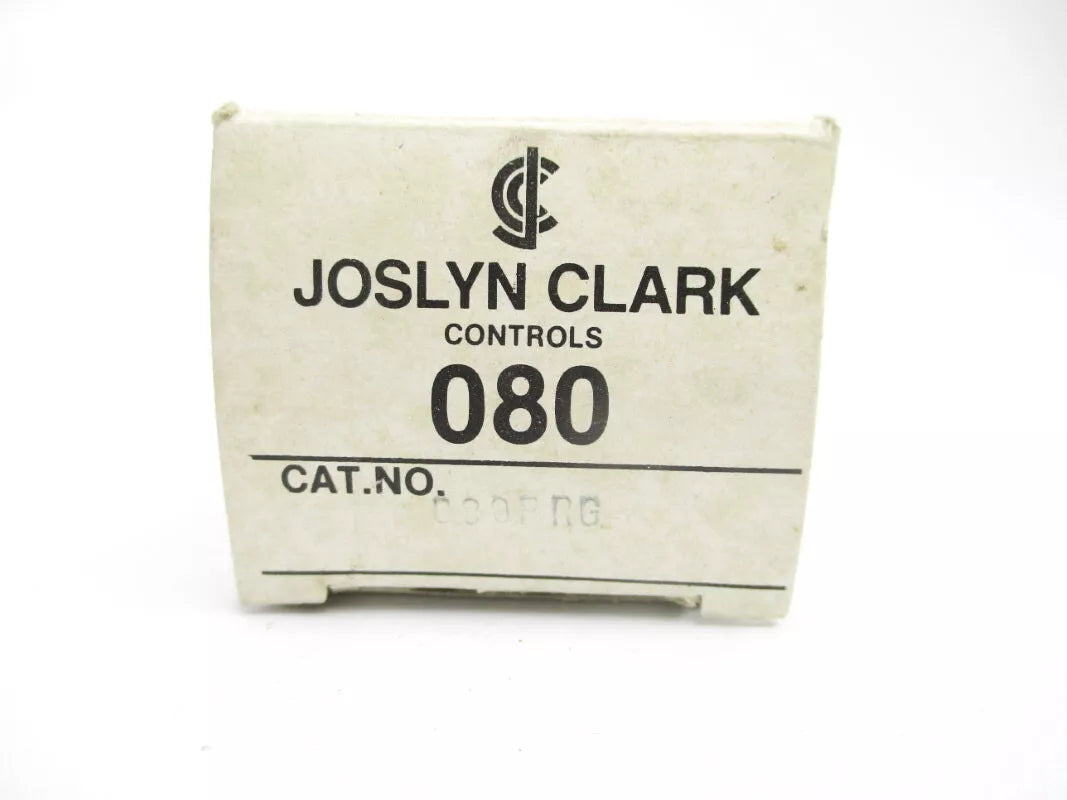 JOSLYN CLARK
CONTROLS
080
CAT.NO.